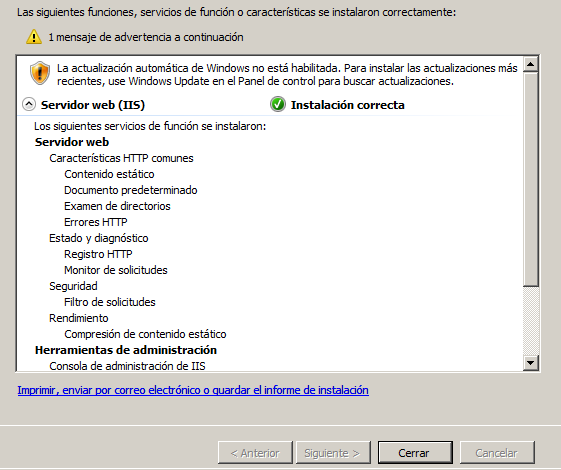 Las siguientes funciones, servicios de función o características se instalaron correctamente:
1 mensaje de advertencia a continuación
La actualización automática de Windows no está habilitada. Para instalar las actualizaciones más
recientes, use Windows Update en el Panel de control para buscar actualizaciones.
Servidor web (IIS) Instalación correcta
Los siguientes servicios de función se instalaron:
Servidor web
Características HTTP comunes
Contenido estático
Documento predeterminado
Examen de directorios
Errores HTTP
Estado y diagnóstico
Registro HTTP
Monitor de solicitudes
Seguridad
Filtro de solicitudes
Rendimiento
Compresión de contenido estático
Herramientas de administración
Consola de administración de IIS
Imprimir, enviar por correo electrónico o guardar el informe de instalación
< Anterior Siguiente > Cerrar Cancelar